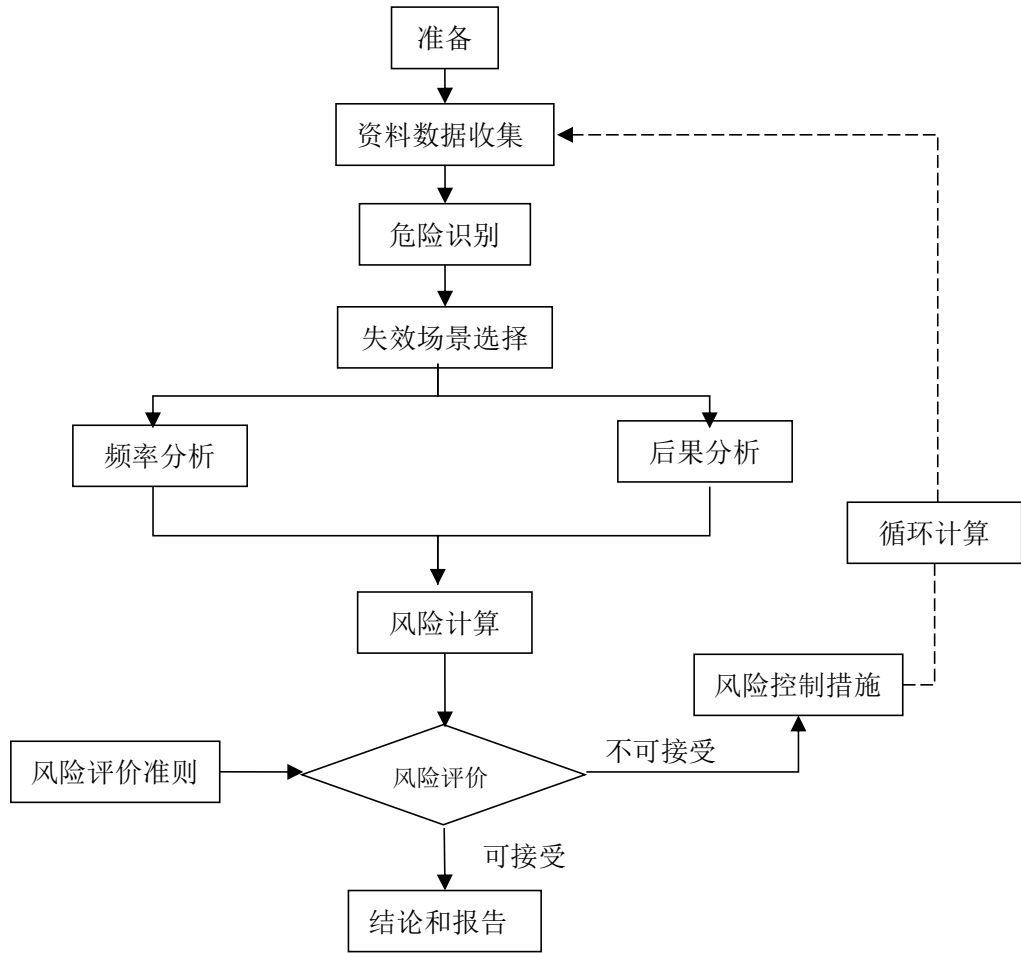 准备
资料数据收集
危险识别
失效场景选择
频率分析
后果分析
循环计算
风险计算
风险控制措施
不可接受
风险评价准则
风险评价
可接受
结论和报告